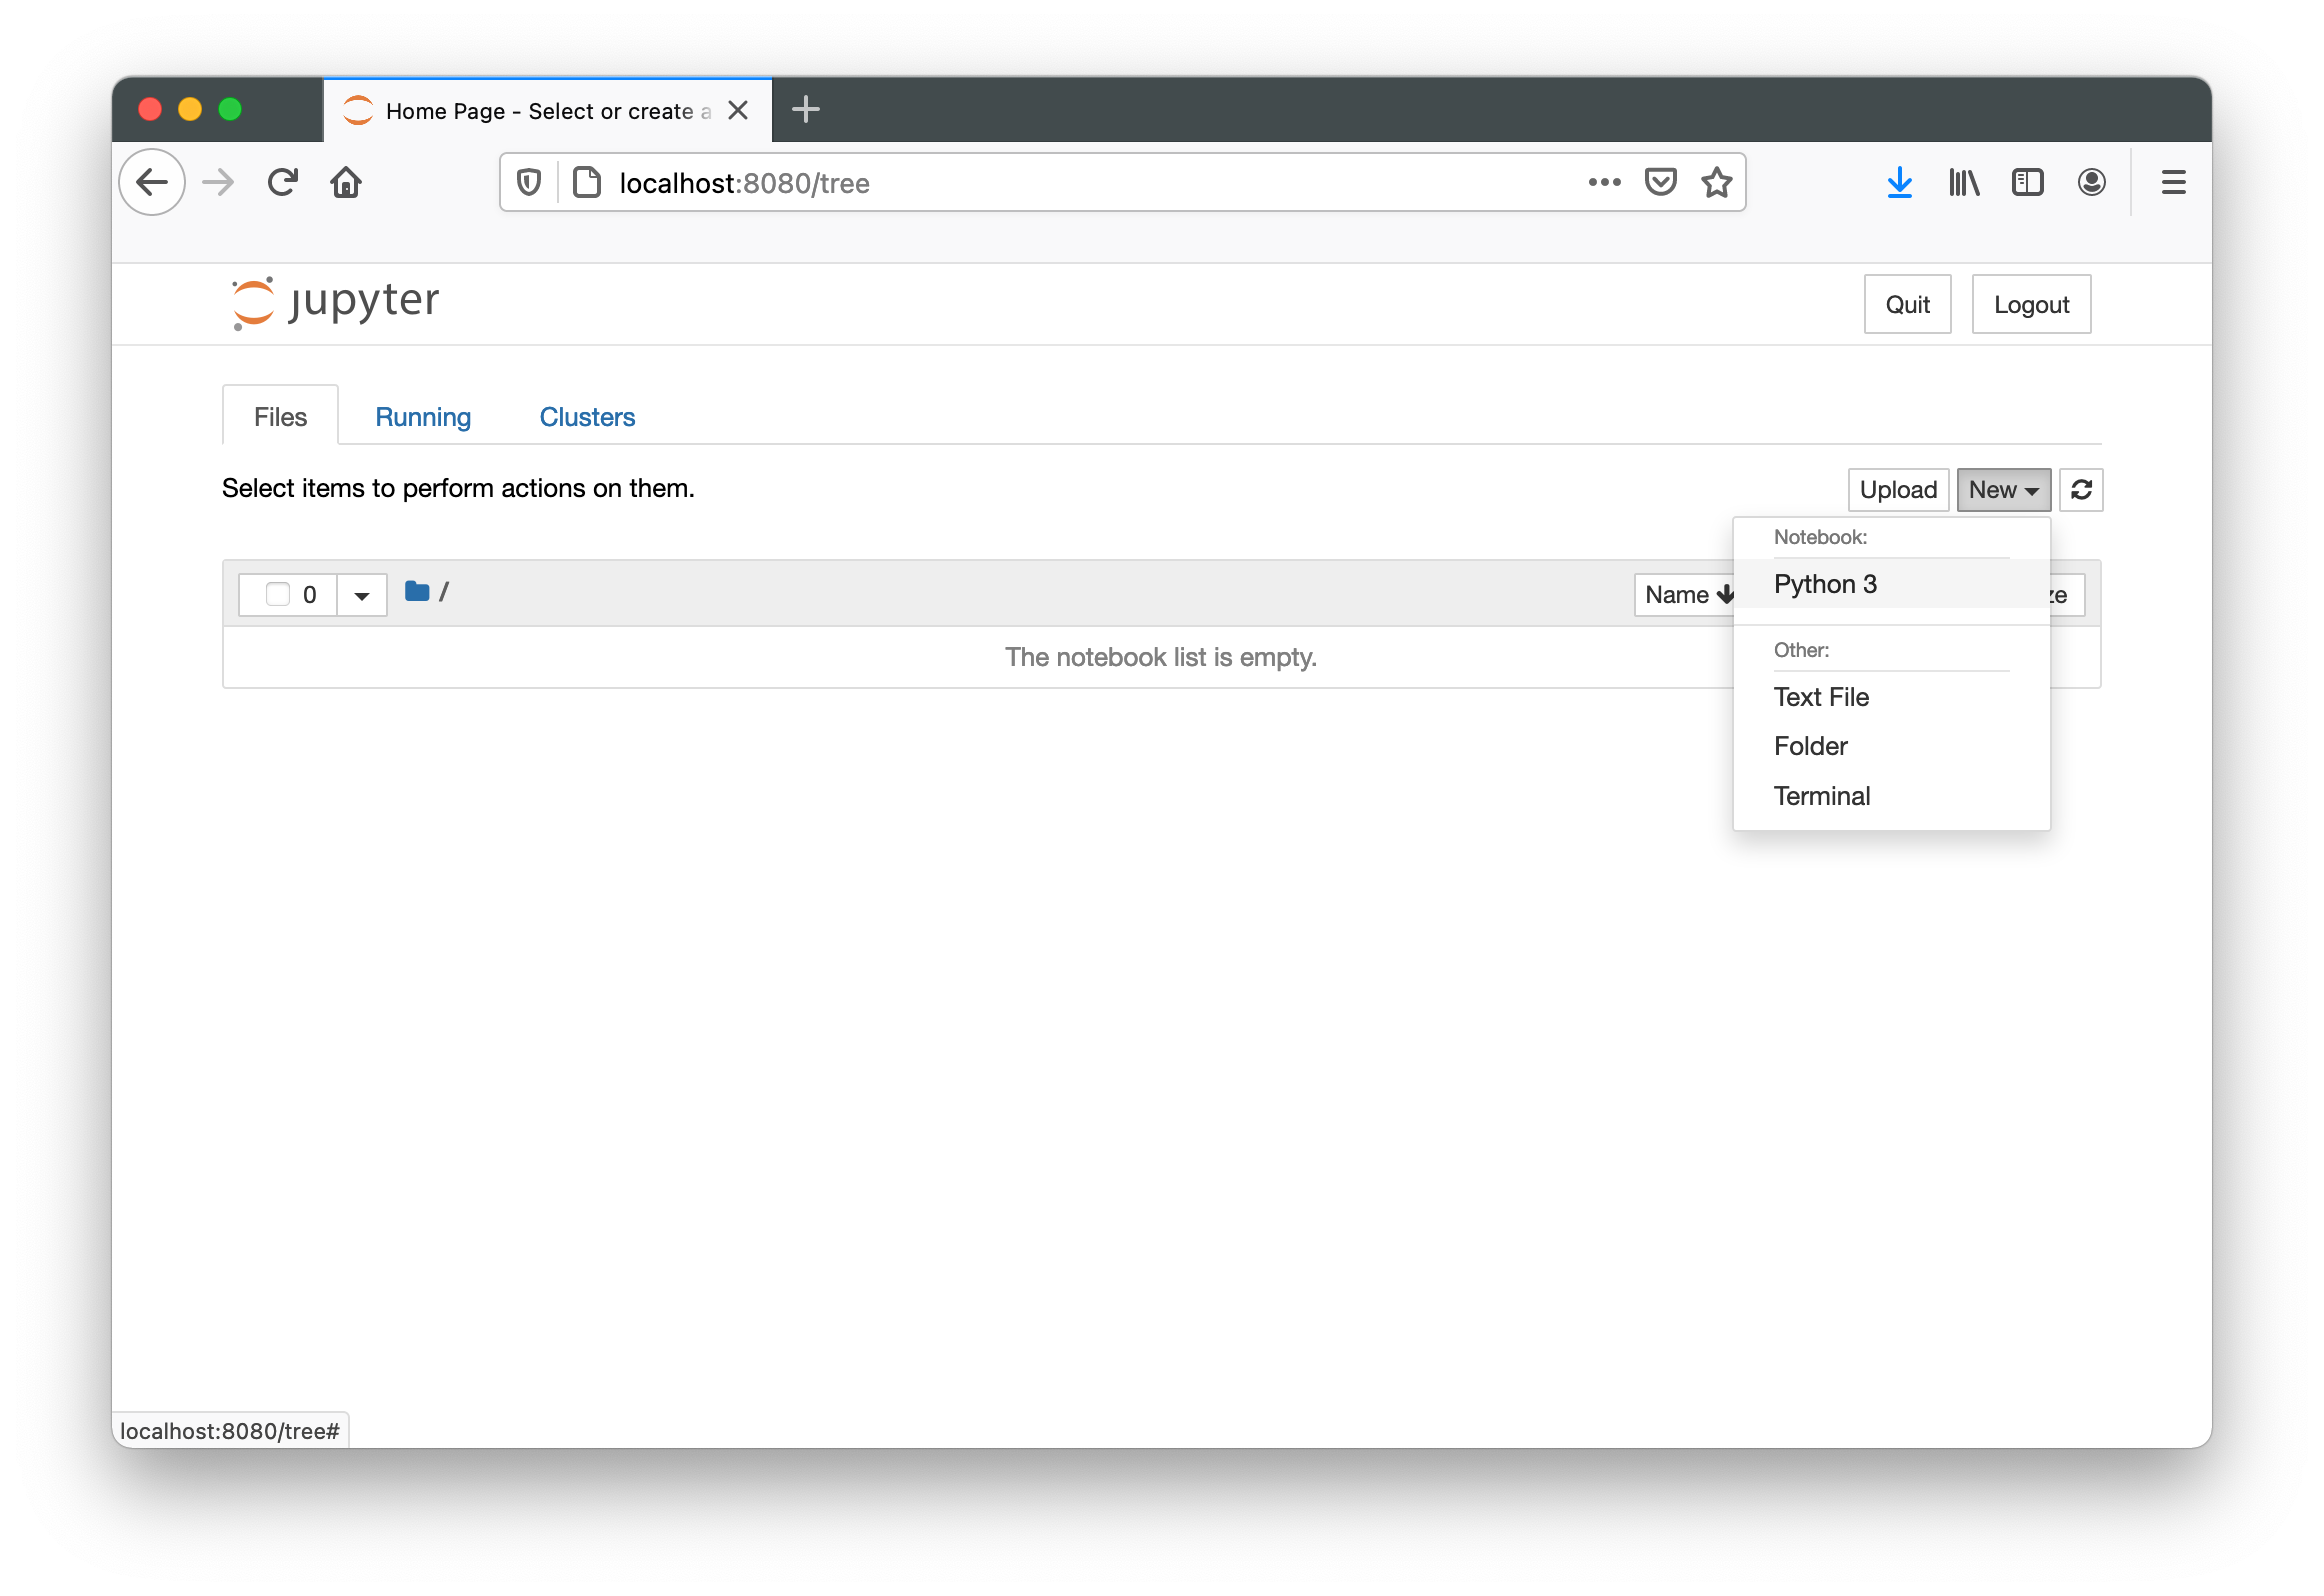 Home Page - Select or create a
localhost:8080/tree
jupyter
Quit
Logout
Files
Running
Clusters
Select items to perform actions on them.
Upload
New
Notebook:
Python 3
0
/
Name
ze
The notebook list is empty.
Other:
Text File
Folder
Terminal
localhost:8080/tree#